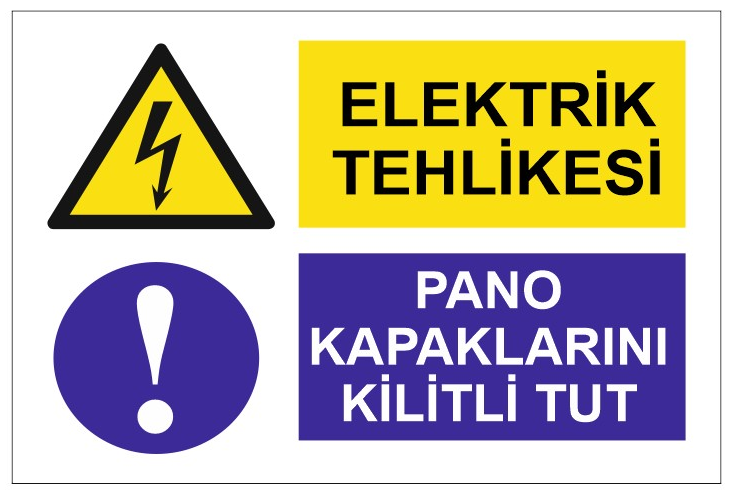 ELEKTRİK
TEHLİKESİ
PANO
KAPAKLARINI
KİLİTLİ TUT